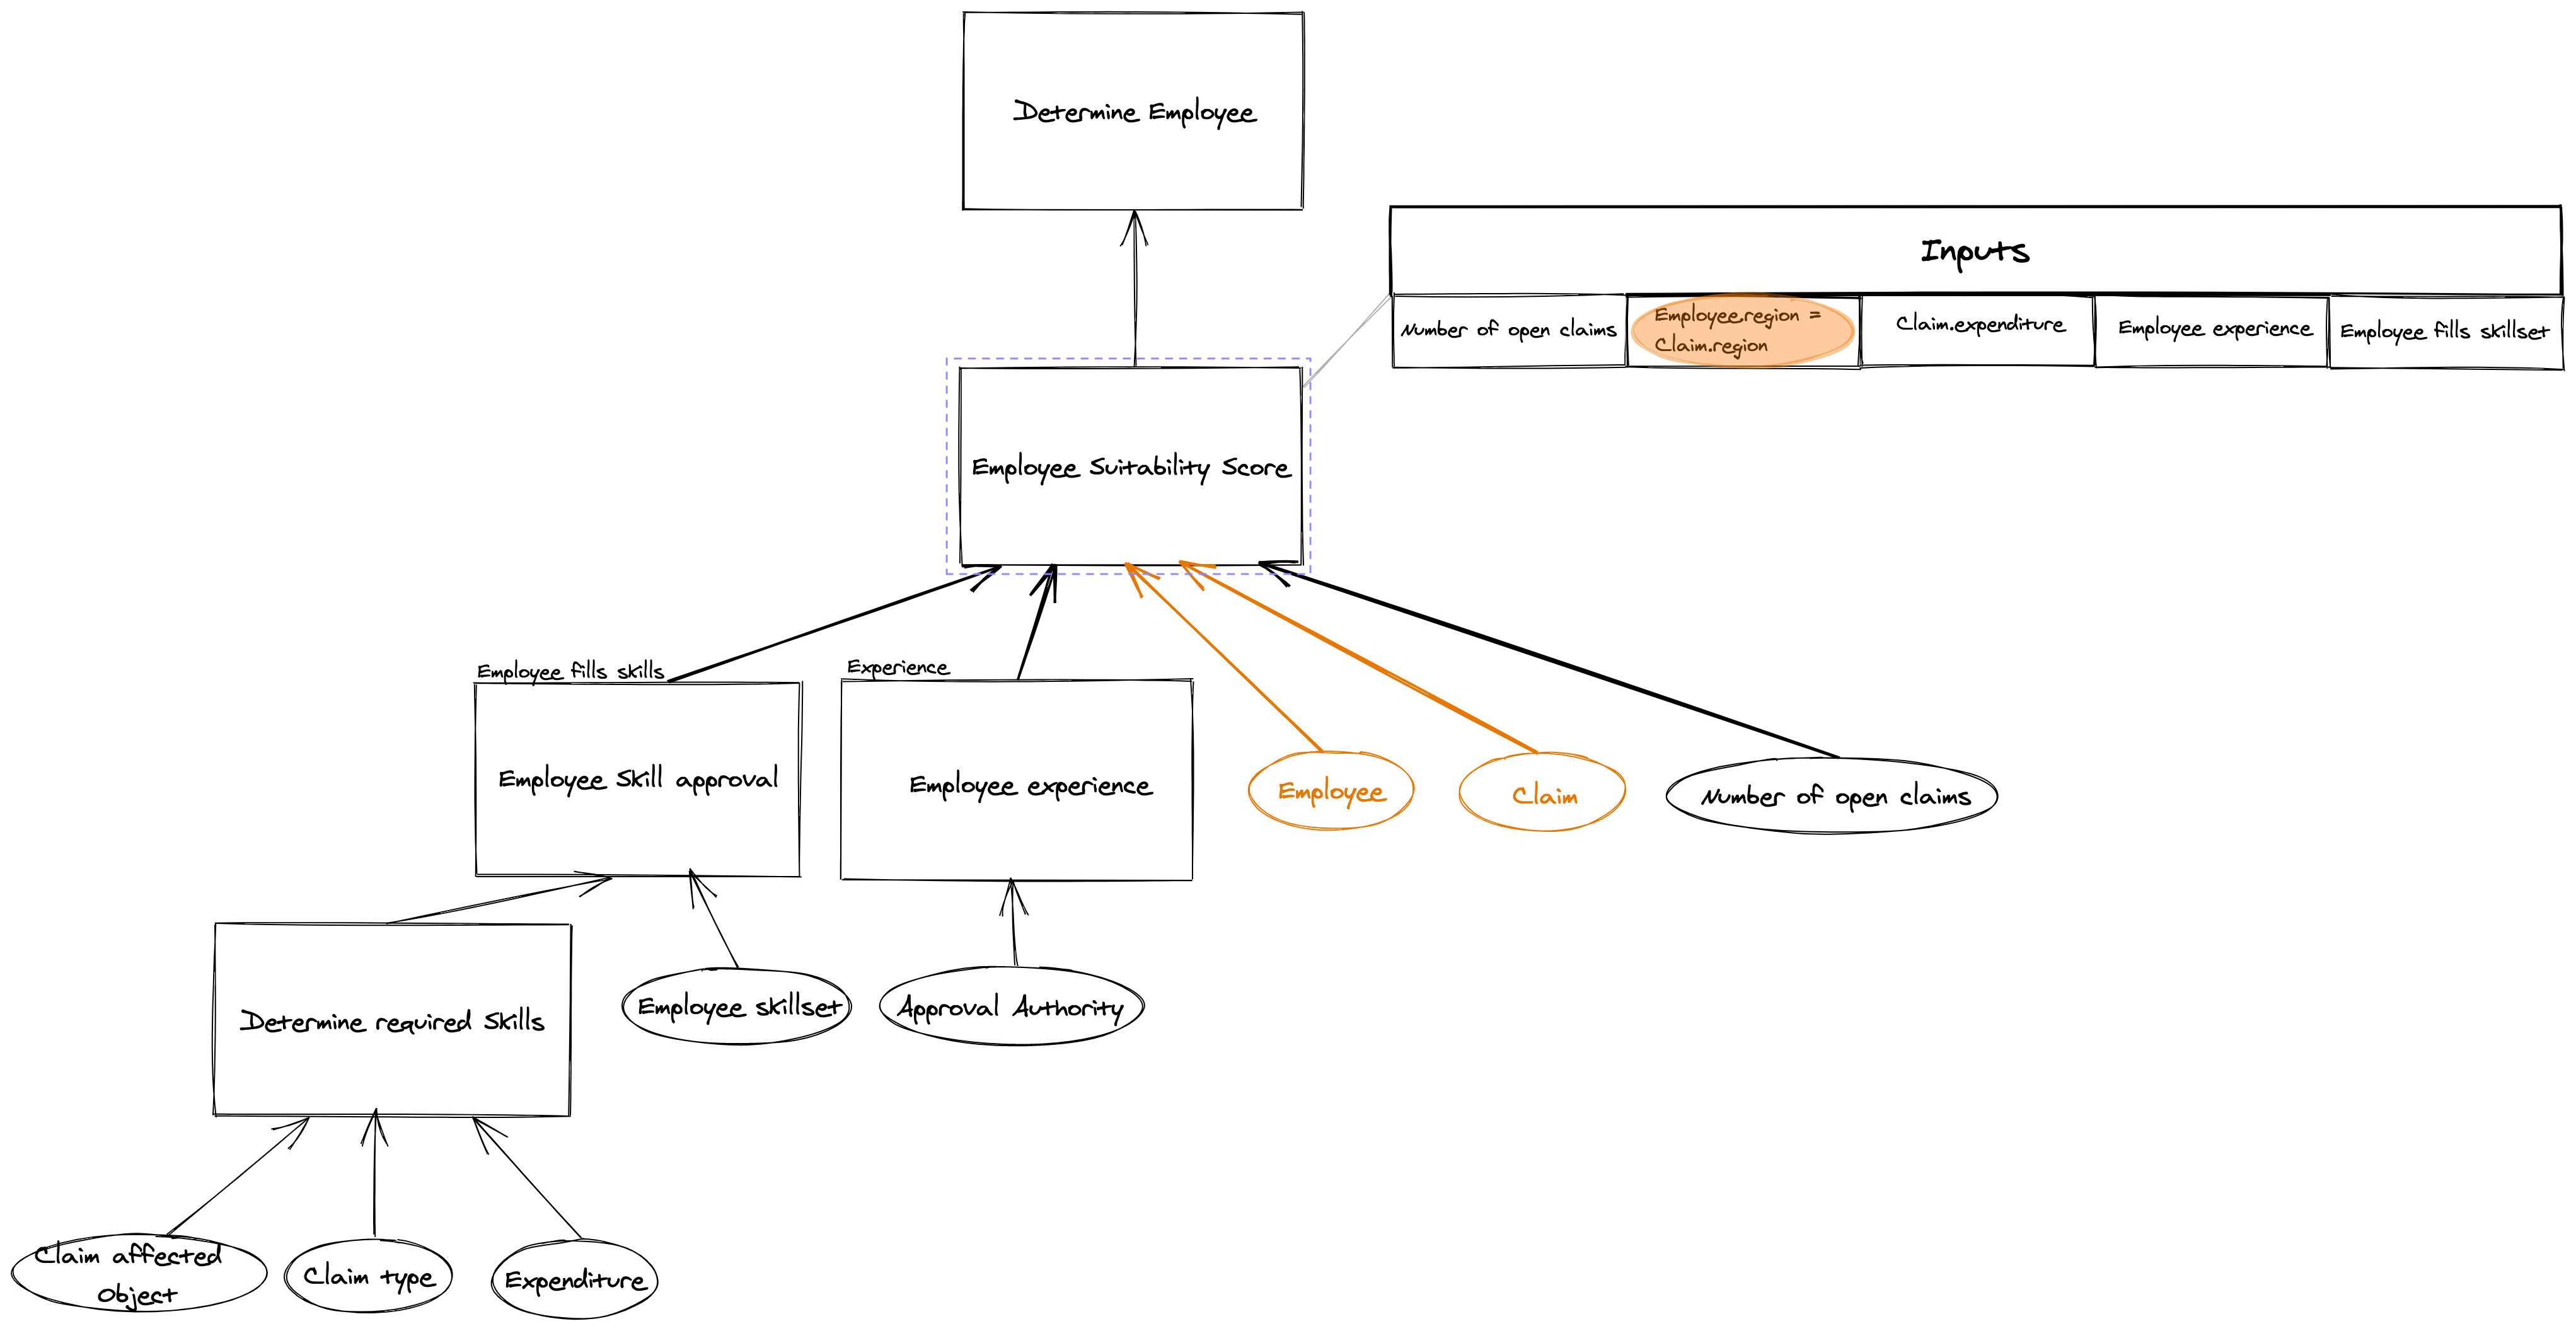 Determine Employee
Inputs
Number of open claims
Employee.region =
Claim.region
Claim.expenditure
Employee experience
Employee fills skillset
Employee Suitability Score
Employee fills skills
Experience
Employee Skill approval
Employee experience
Employee
Claim
Number of open claims
Determine required Skills
Employee skillset
Approval Authority
Claim affected
Object
Claim type
Expenditure